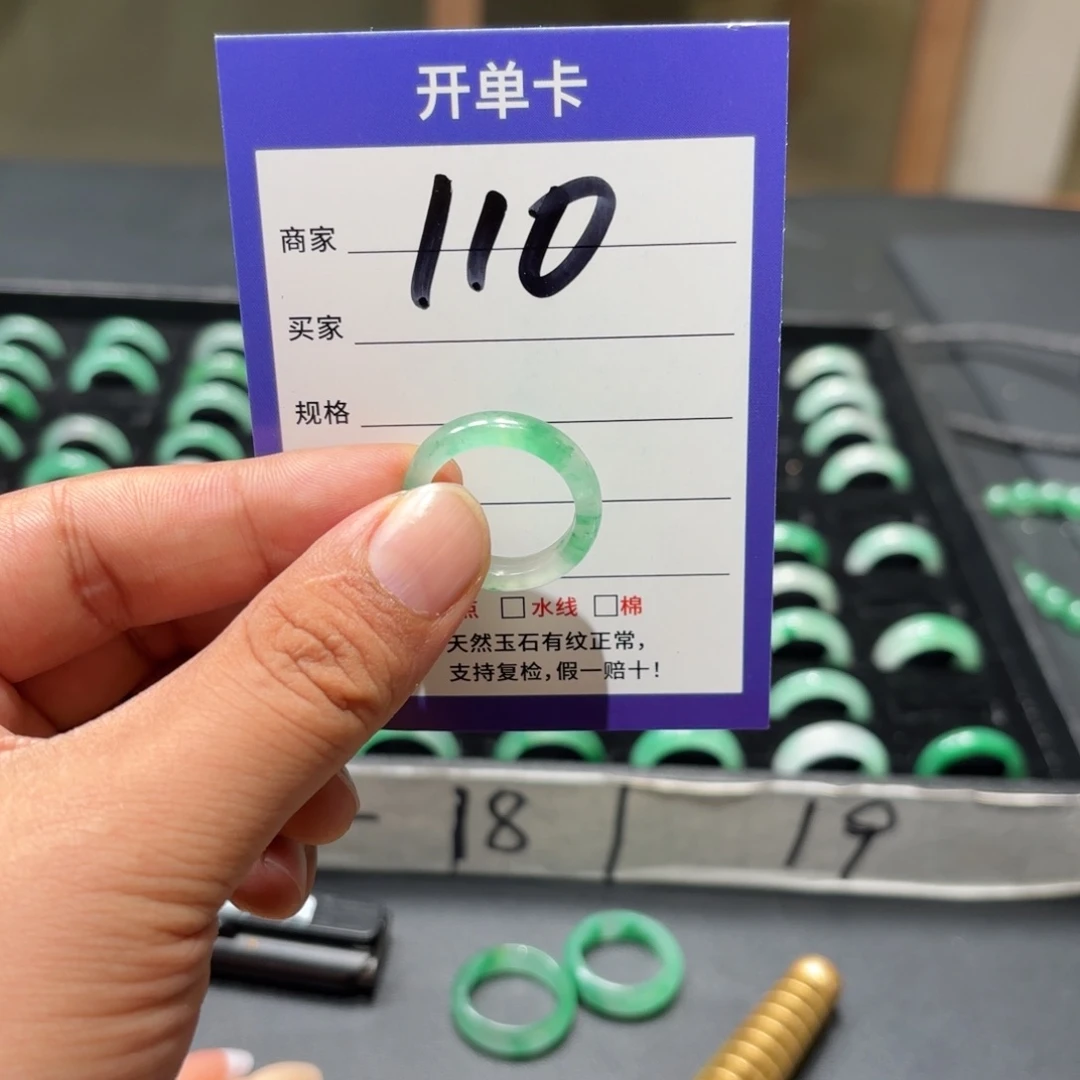 开单卡
110
商家
买家
规格
点 □水线 □棉
天然玉石有纹正常，
支持复检，假一赔十！
18 | 19